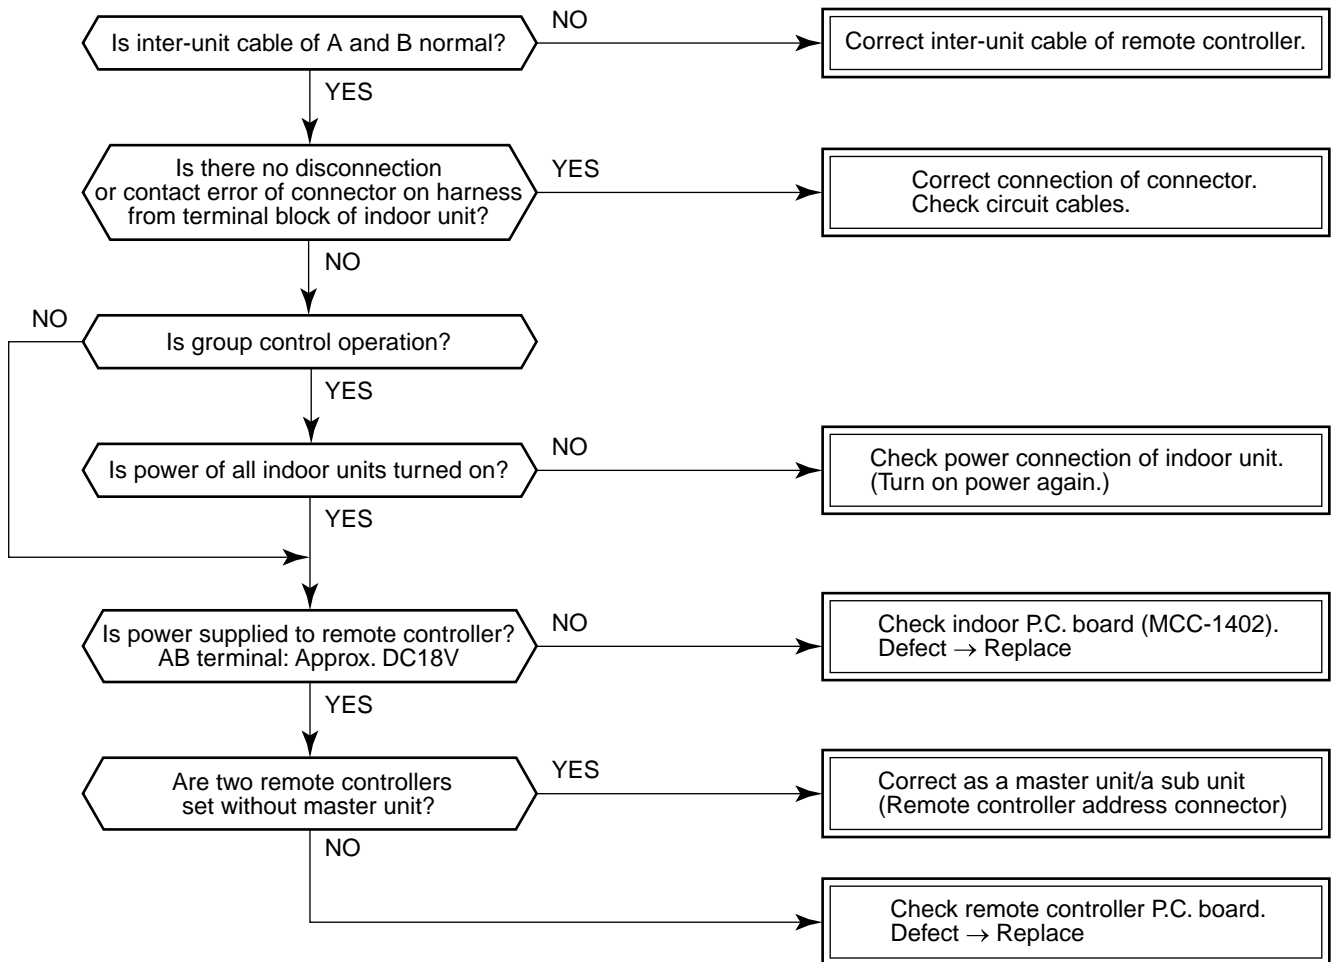 Is inter-unit cable of A and B normal?
NO
Correct inter-unit cable of remote controller.
YES
Is there no disconnection
or contact error of connector on harness
from terminal block of indoor unit?
YES
Correct connection of connector.
Check circuit cables.
NO
NO
Is group control operation?
YES
Is power of all indoor units turned on?
NO
Check power connection of indoor unit.
(Turn on power again.)
YES
Is power supplied to remote controller?
AB terminal: Approx. DC18V
NO
Check indoor P.C. board (MCC-1402).
Defect → Replace
YES
Are two remote controllers
set without master unit?
YES
Correct as a master unit/a sub unit
(Remote controller address connector)
NO
Check remote controller P.C. board.
Defect → Replace